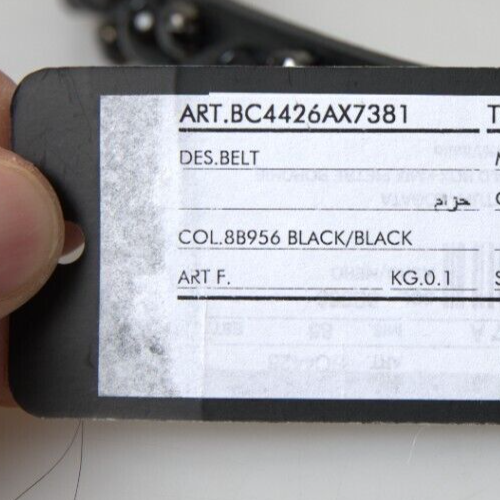 ART.BC4426AX7381 T
DES.BELT
حزام
COL.8B956 BLACK/BLACK
ART F. KG.0.1 S